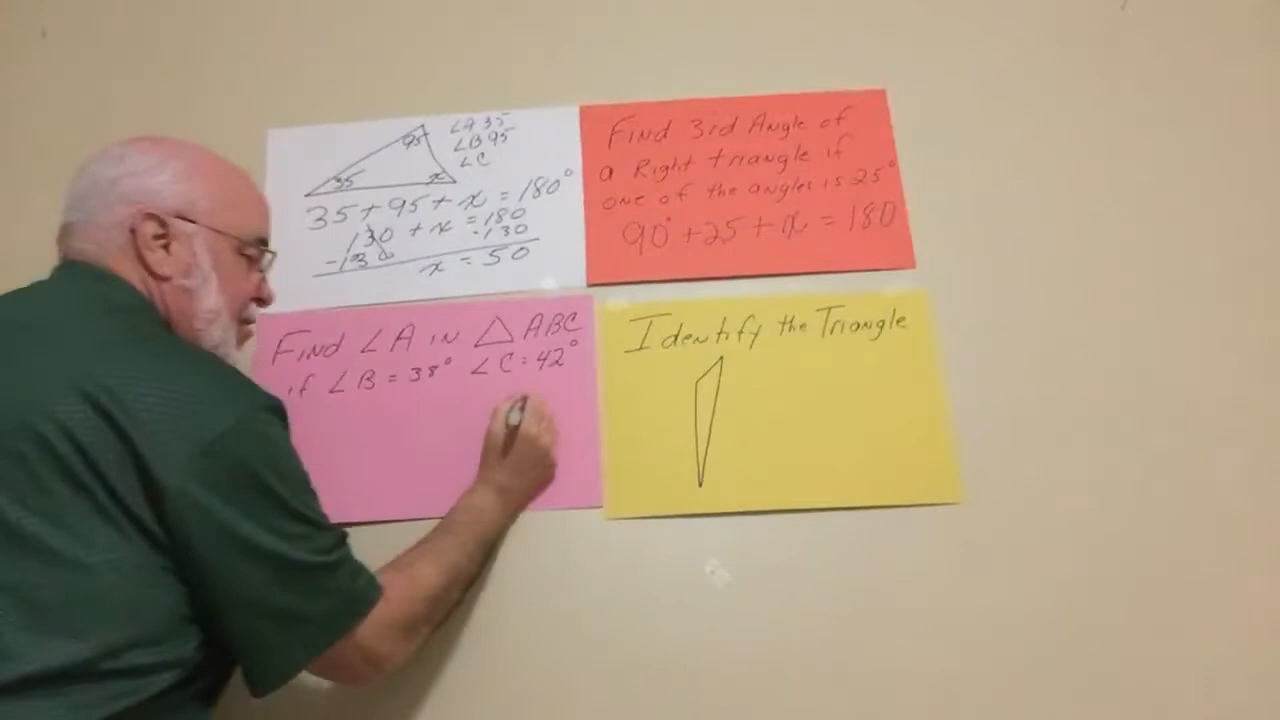 95
35
x
∠A 35
∠B 95
∠C
35 + 95 + x = 180°
130 + x = 180
-130 -130
x = 50
Find 3rd Angle of
a Right triangle if
one of the angles is 25°
90° + 25 + x = 180
Find ∠A in △ABC
if ∠B = 38° ∠C = 42°
Identify the Triangle